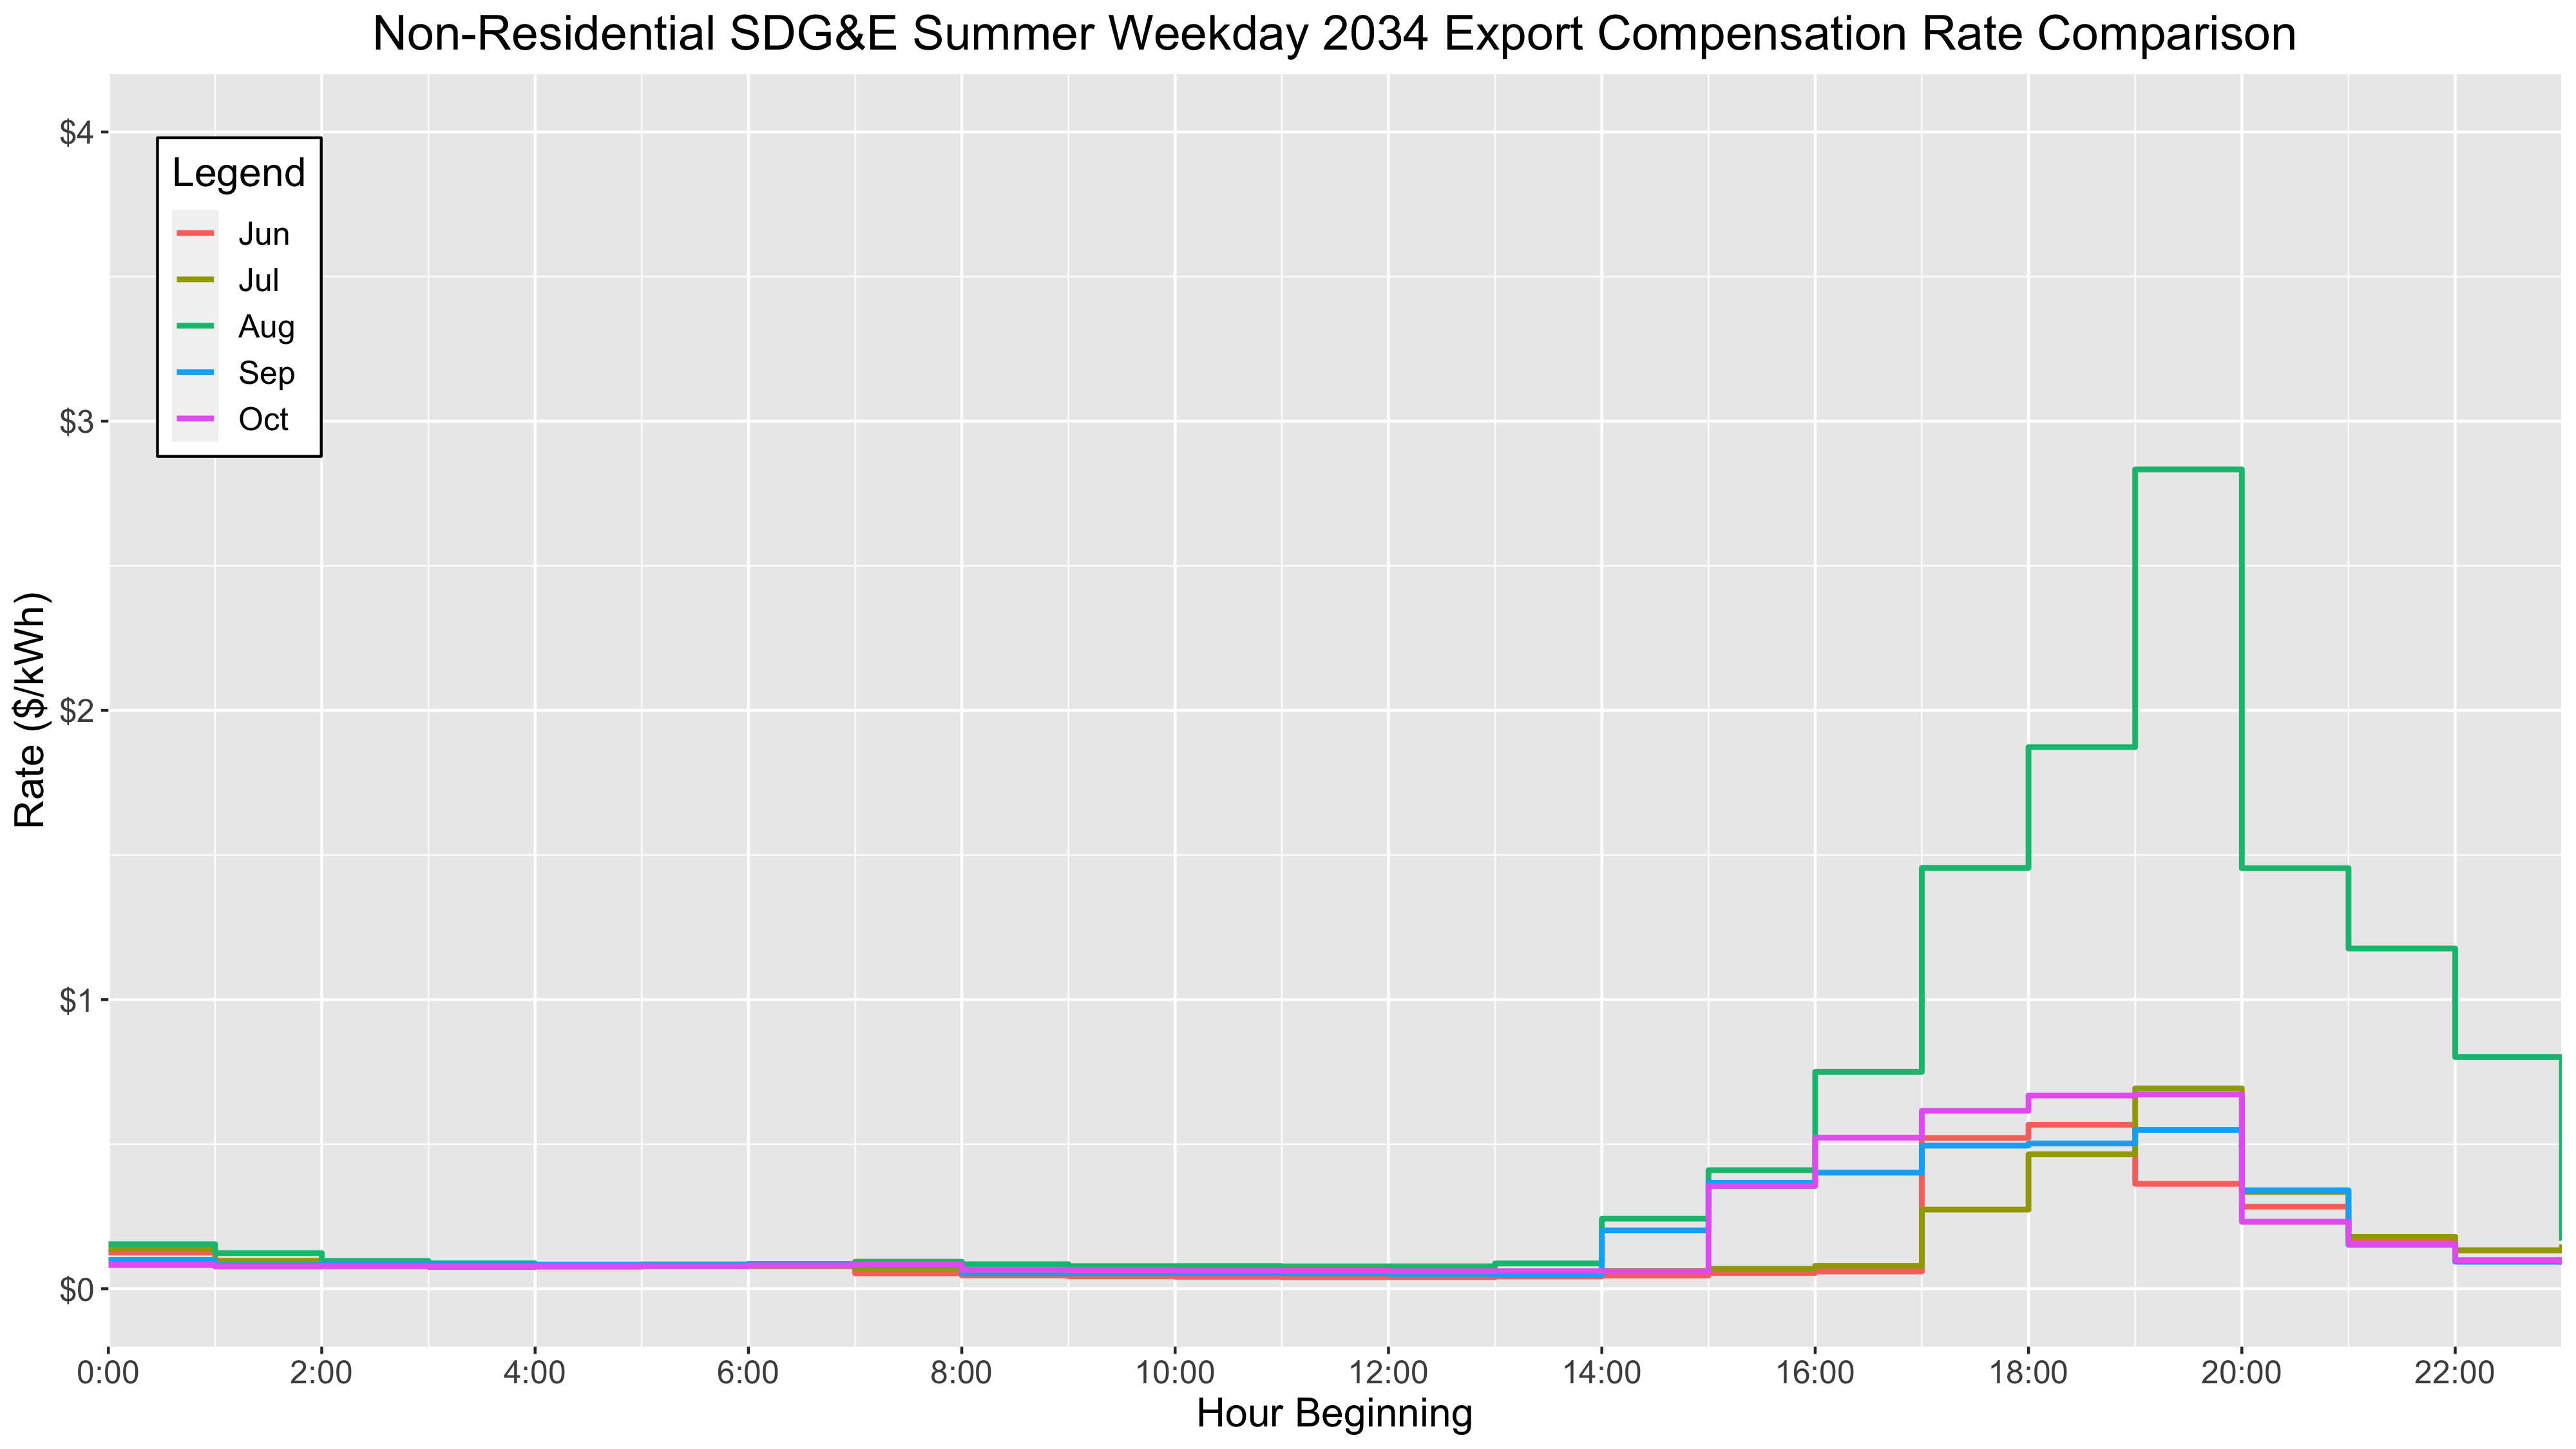 Non-Residential SDG&E Summer Weekday 2034 Export Compensation Rate Comparison
$4
Legend
Jun
Jul
Aug
Sep
Oct
$3
Rate ($/kWh)
$2
$1
$0
0:00 2:00 4:00 6:00 8:00 10:00 12:00 14:00 16:00 18:00 20:00 22:00
Hour Beginning